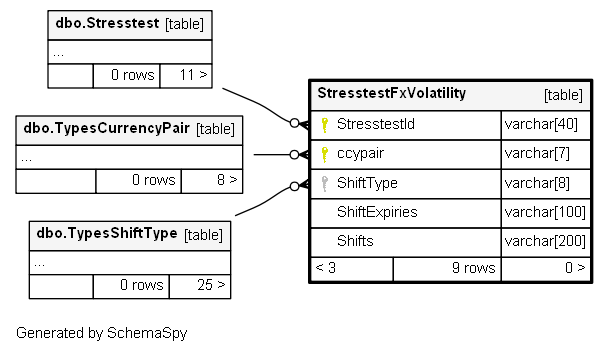 dbo.Stresstest [table]
...
0 rows 11 >
dbo.TypesCurrencyPair [table]
...
0 rows 8 >
dbo.TypesShiftType [table]
...
0 rows 25 >
StresstestFxVolatility [table]
StresstestId varchar[40]
ccypair varchar[7]
ShiftType varchar[8]
ShiftExpiries varchar[100]
Shifts varchar[200]
< 3 9 rows 0 >
Generated by SchemaSpy